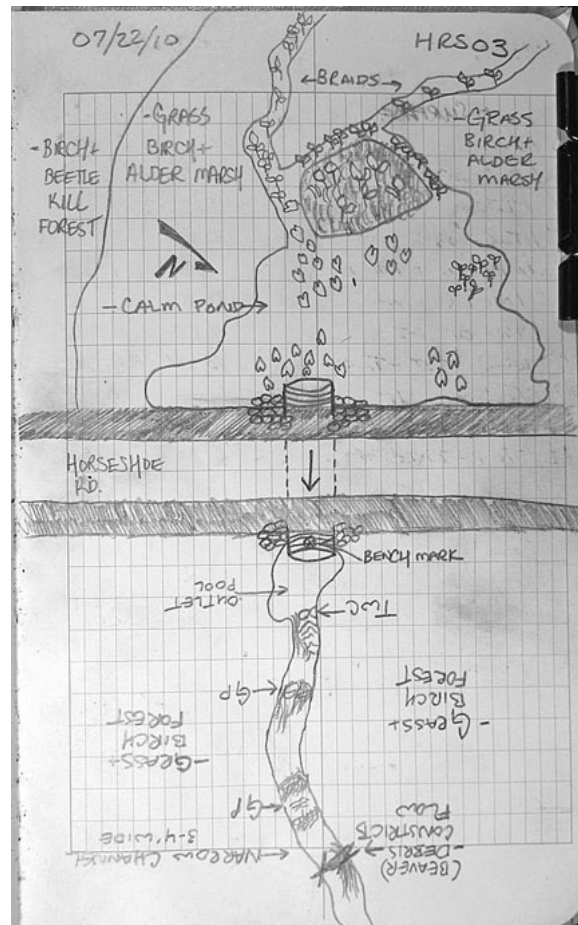 07/22/10
HRS03
←BRAIDS→
-GRASS
BIRCH+
ALDER MARSH
-GRASS
BIRCH+
ALDER
MARSH
-BIRCH+
BEETLE
KILL
FOREST
N
-CALM POND→
HORSESHOE
RD.
BENCH MARK
OUTLET
POOL
TWC
GP
-GRASS+
BIRCH
FOREST
-GRASS+
BIRCH
FOREST
GP
-DEBRIS
CONSTRICTS
FLOW
(BEAVER)
NARROW CHANNEL
3-4' WIDE